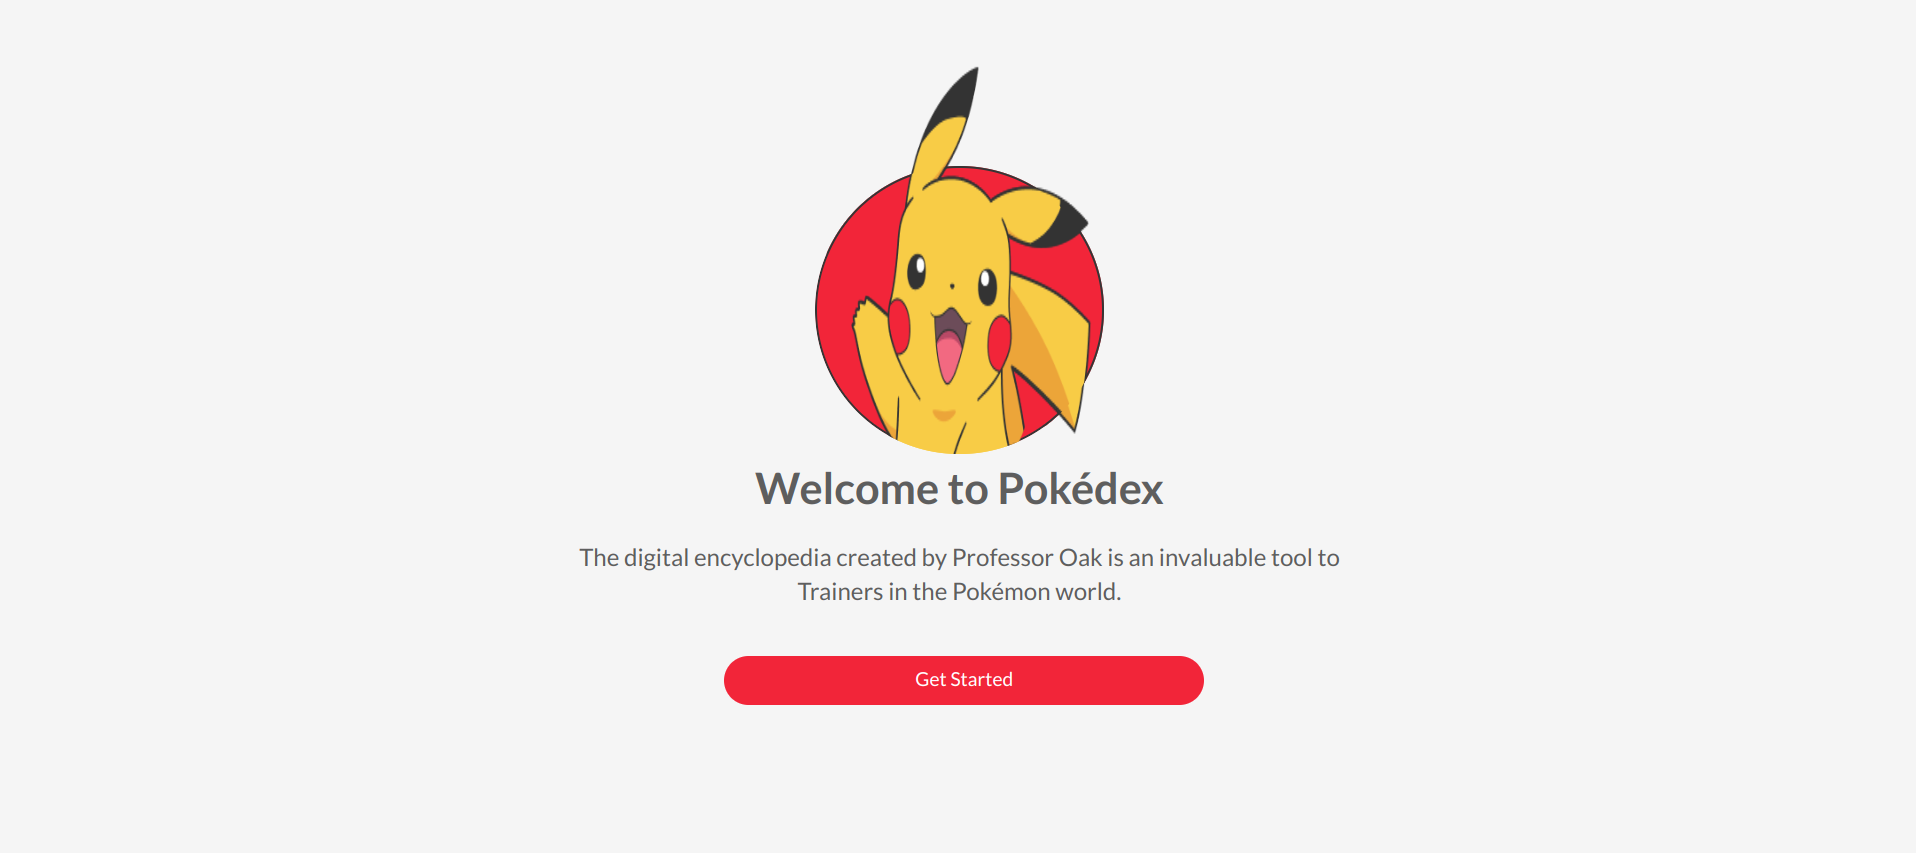 Welcome to Pokédex
The digital encyclopedia created by Professor Oak is an invaluable tool to
Trainers in the Pokémon world.
Get Started